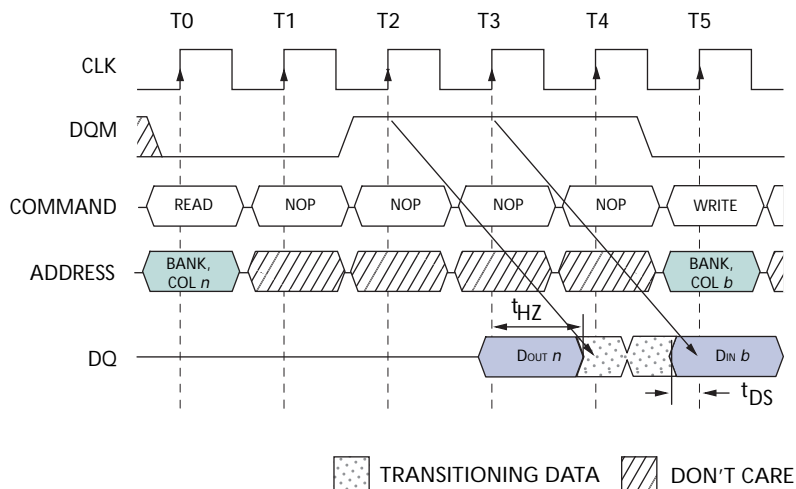 T0 T1 T2 T3 T4 T5
CLK
DQM
COMMAND READ NOP NOP NOP NOP WRITE
ADDRESS BANK, COL n BANK, COL b
tHZ
DQ DOUT n DIN b
tDS
TRANSITIONING DATA DON'T CARE